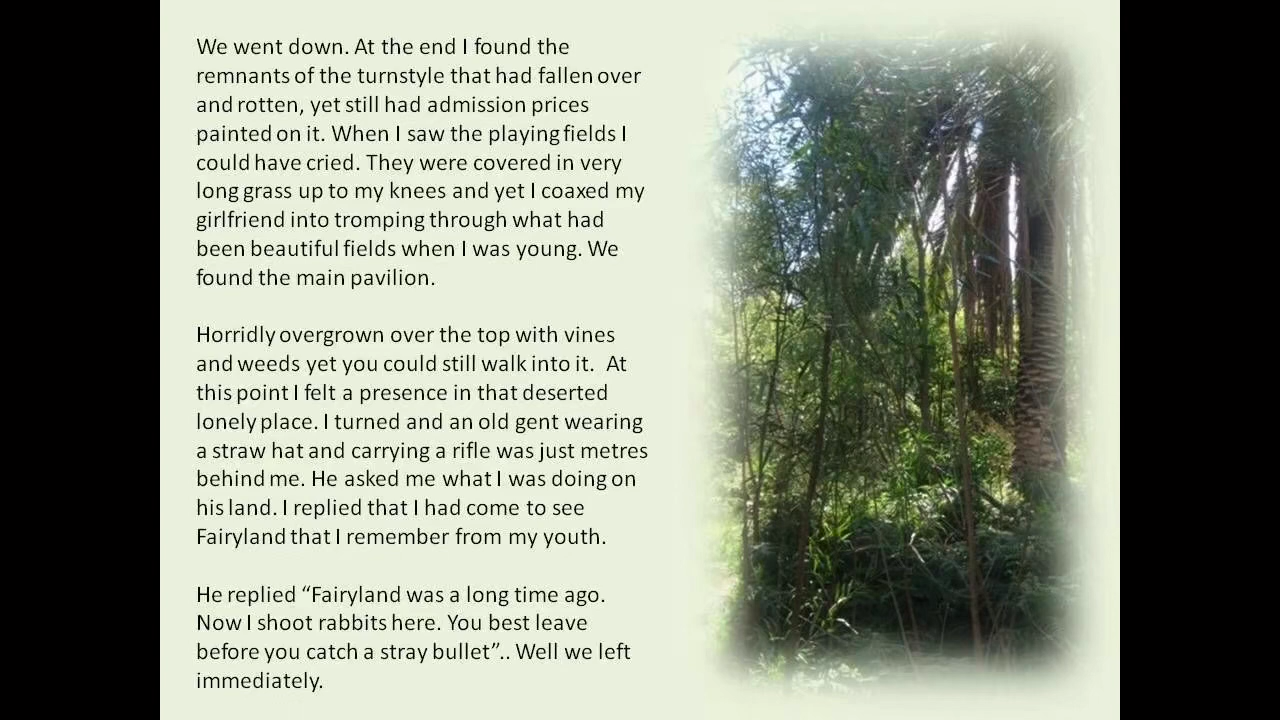 We went down. At the end I found the
remnants of the turnstyle that had fallen over
and rotten, yet still had admission prices
painted on it. When I saw the playing fields I
could have cried. They were covered in very
long grass up to my knees and yet I coaxed my
girlfriend into tromping through what had
been beautiful fields when I was young. We
found the main pavilion.
Horridly overgrown over the top with vines
and weeds yet you could still walk into it.  At
this point I felt a presence in that deserted
lonely place. I turned and an old gent wearing
a straw hat and carrying a rifle was just metres
behind me. He asked me what I was doing on
his land. I replied that I had come to see
Fairyland that I remember from my youth.
He replied “Fairyland was a long time ago.
Now I shoot rabbits here. You best leave
before you catch a stray bullet”.. Well we left
immediately.